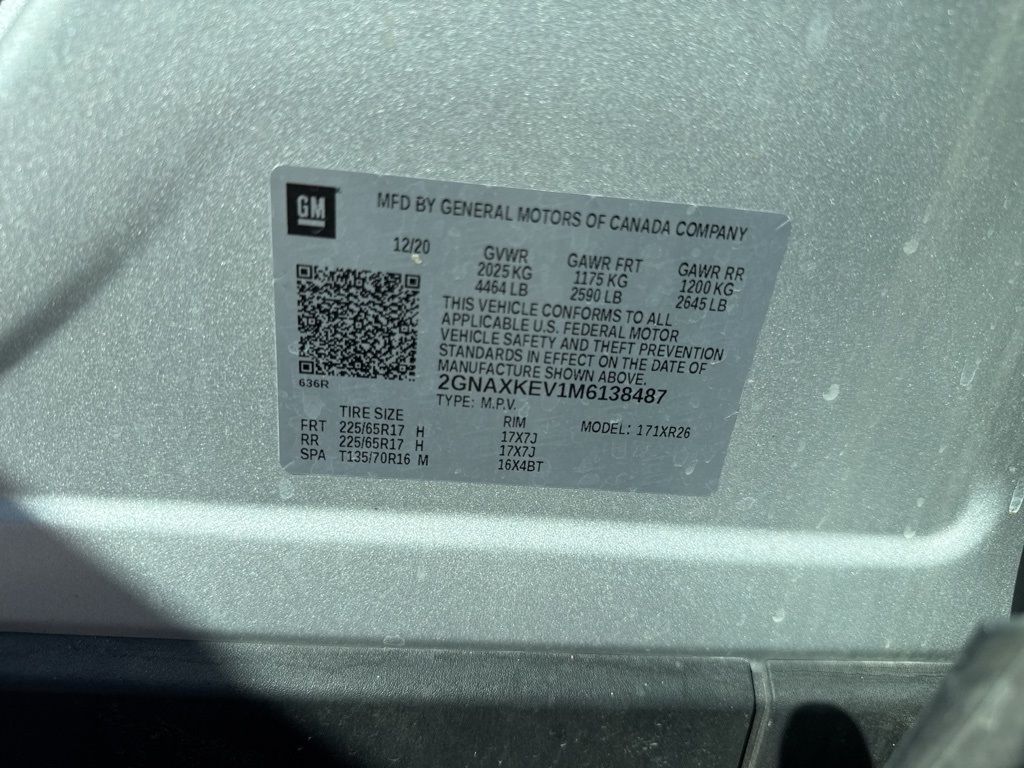 GM
MFD BY GENERAL MOTORS OF CANADA COMPANY
12/20 GVWR GAWR FRT GAWR RR
2025 KG 1175 KG 1200 KG
4464 LB 2590 LB 2645 LB
THIS VEHICLE CONFORMS TO ALL
APPLICABLE U.S. FEDERAL MOTOR
VEHICLE SAFETY AND THEFT PREVENTION
STANDARDS IN EFFECT ON THE DATE OF
MANUFACTURE SHOWN ABOVE.
636R
2GNAXKEV1M6138487
TYPE: M.P.V.
TIRE SIZE RIM MODEL: 171XR26
FRT 225/65R17 H 17X7J
RR 225/65R17 H 17X7J
SPA T135/70R16 M 16X4BT